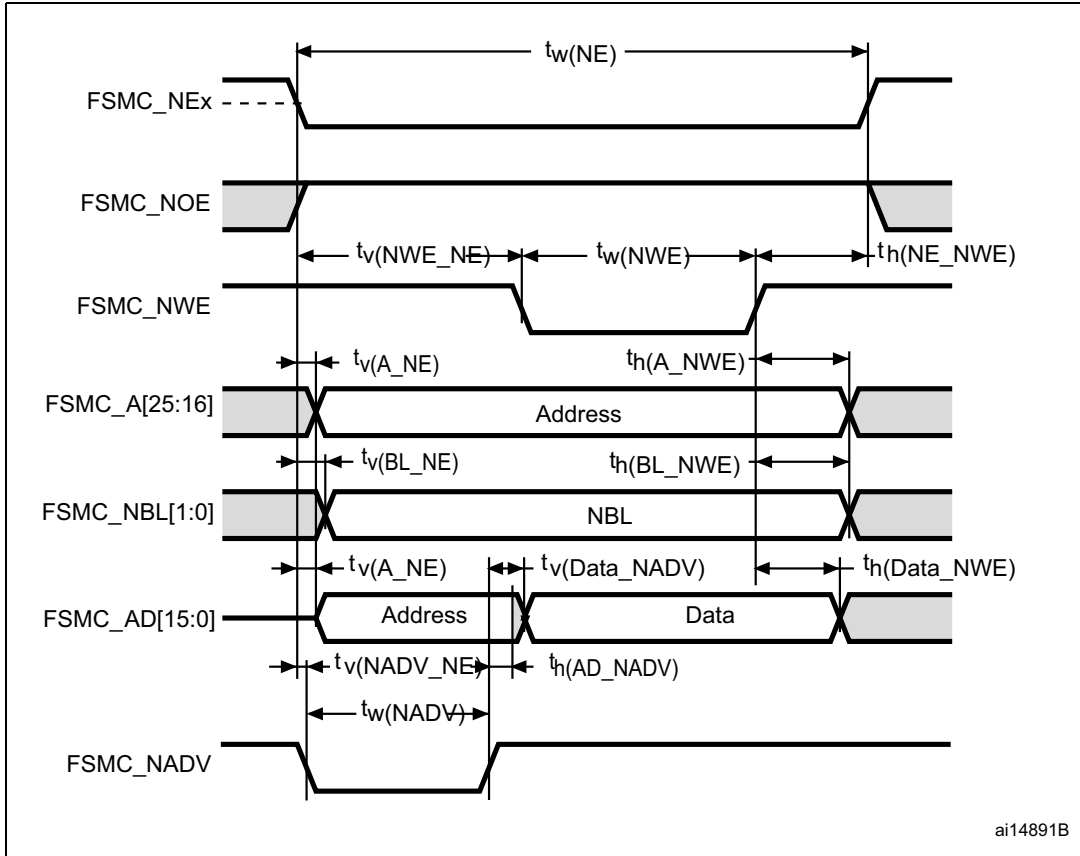 tw(NE)
FSMC_NEx
FSMC_NOE
tv(NWE_NE)
tw(NWE)
th(NE_NWE)
FSMC_NWE
tv(A_NE)
th(A_NWE)
FSMC_A[25:16]
Address
tv(BL_NE)
th(BL_NWE)
FSMC_NBL[1:0]
NBL
tv(A_NE)
tv(Data_NADV)
th(Data_NWE)
FSMC_AD[15:0]
Address
Data
tv(NADV_NE)
th(AD_NADV)
tw(NADV)
FSMC_NADV
ai14891B